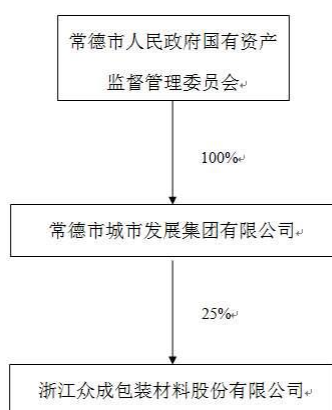 常德市人民政府国有资产
监督管理委员会
100%
常德市城市发展集团有限公司
25%
浙江众成包装材料股份有限公司